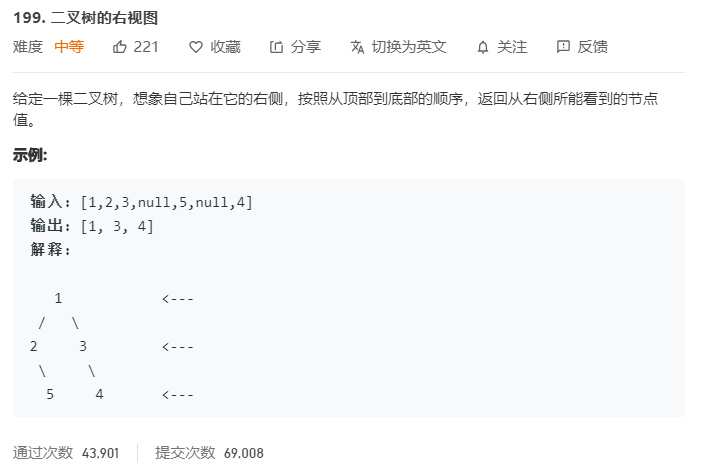 199. 二叉树的右视图
难度 中等 221 收藏 分享 切换为英文 关注 反馈
给定一棵二叉树，想象自己站在它的右侧，按照从顶部到底部的顺序，返回从右侧所能看到的节点
值。
示例:
输入: [1,2,3,null,5,null,4]
输出: [1, 3, 4]
解释:
1 <---
/ \
2 3 <---
\ \
5 4 <---
通过次数 43,901 提交次数 69,008